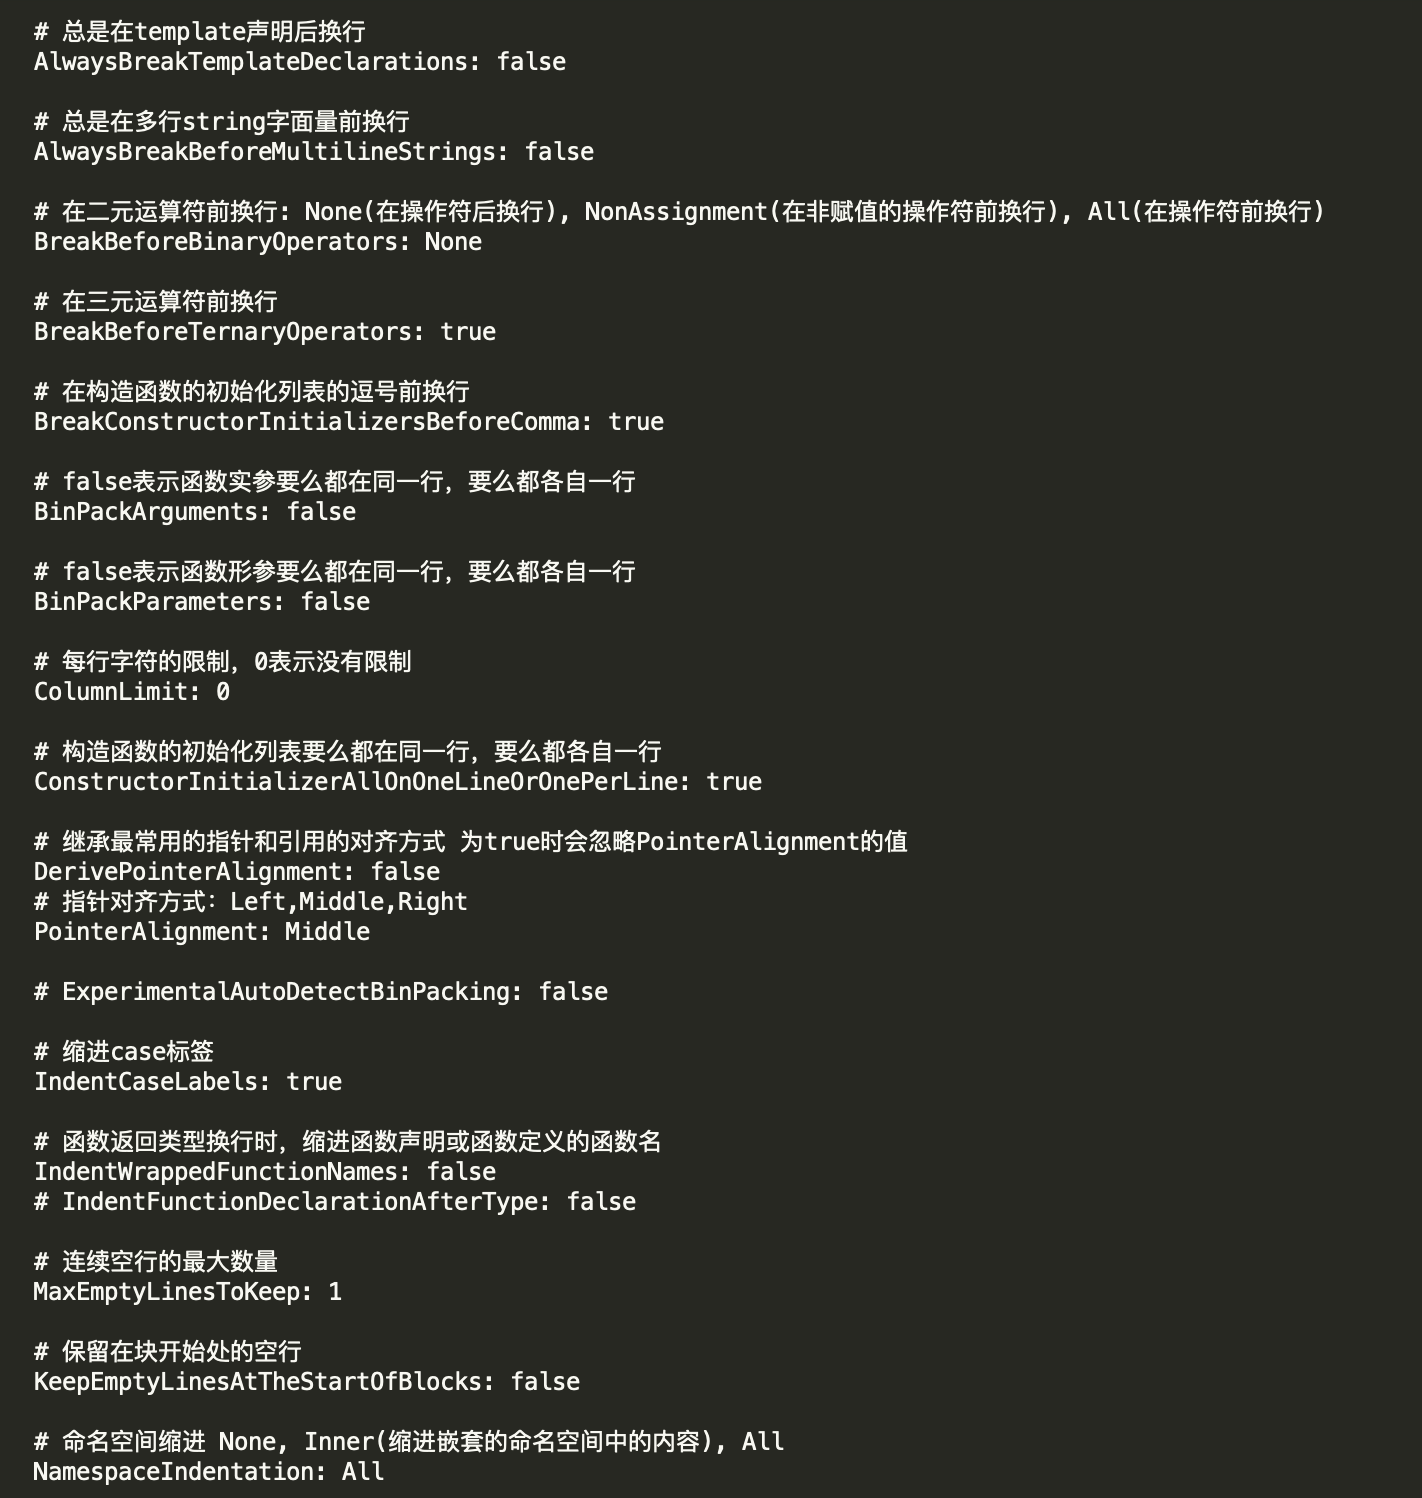 # 总是在template声明后换行
AlwaysBreakTemplateDeclarations: false
# 总是在多行string字面量前换行
AlwaysBreakBeforeMultilineStrings: false
# 在二元运算符前换行: None(在操作符后换行), NonAssignment(在非赋值的操作符前换行), All(在操作符前换行)
BreakBeforeBinaryOperators: None
# 在三元运算符前换行
BreakBeforeTernaryOperators: true
# 在构造函数的初始化列表的逗号前换行
BreakConstructorInitializersBeforeComma: true
# false表示函数实参要么都在同一行，要么都各自一行
BinPackArguments: false
# false表示函数形参要么都在同一行，要么都各自一行
BinPackParameters: false
# 每行字符的限制，0表示没有限制
ColumnLimit: 0
# 构造函数的初始化列表要么都在同一行，要么都各自一行
ConstructorInitializerAllOnOneLineOrOnePerLine: true
# 继承最常用的指针和引用的对齐方式 为true时会忽略PointerAlignment的值
DerivePointerAlignment: false
# 指针对齐方式：Left,Middle,Right
PointerAlignment: Middle
# ExperimentalAutoDetectBinPacking: false
# 缩进case标签
IndentCaseLabels: true
# 函数返回类型换行时，缩进函数声明或函数定义的函数名
IndentWrappedFunctionNames: false
# IndentFunctionDeclarationAfterType: false
# 连续空行的最大数量
MaxEmptyLinesToKeep: 1
# 保留在块开始处的空行
KeepEmptyLinesAtTheStartOfBlocks: false
# 命名空间缩进 None, Inner(缩进嵌套的命名空间中的内容), All
NamespaceIndentation: All